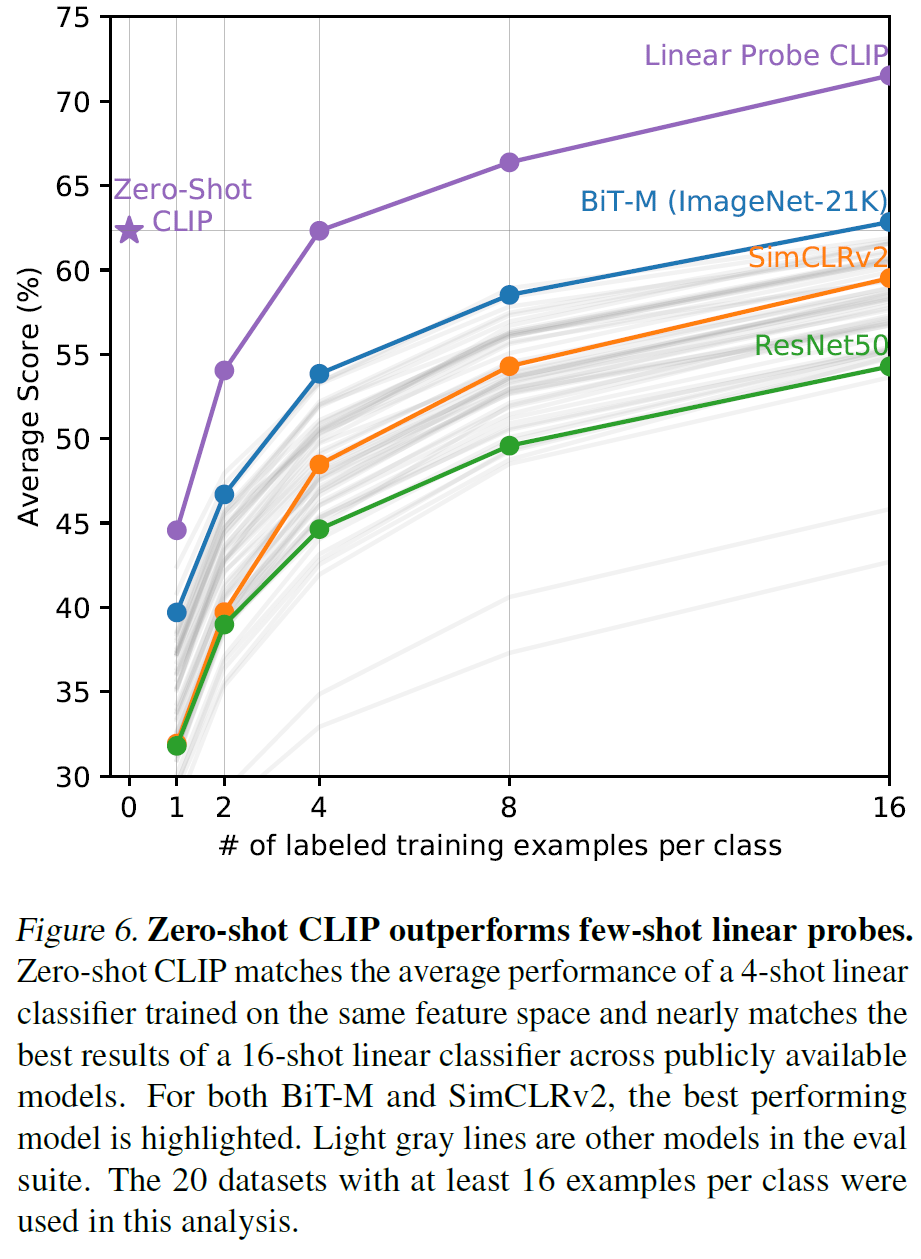 75
70
65
60
55
50
45
40
35
30
Average Score (%)
Linear Probe CLIP
Zero-Shot
CLIP
BiT-M (ImageNet-21K)
SimCLRv2
ResNet50
0 1 2 4 8 16
# of labeled training examples per class
Figure 6. Zero-shot CLIP outperforms few-shot linear probes.
Zero-shot CLIP matches the average performance of a 4-shot linear
classifier trained on the same feature space and nearly matches the
best results of a 16-shot linear classifier across publicly available
models. For both BiT-M and SimCLRv2, the best performing
model is highlighted. Light gray lines are other models in the eval
suite. The 20 datasets with at least 16 examples per class were
used in this analysis.